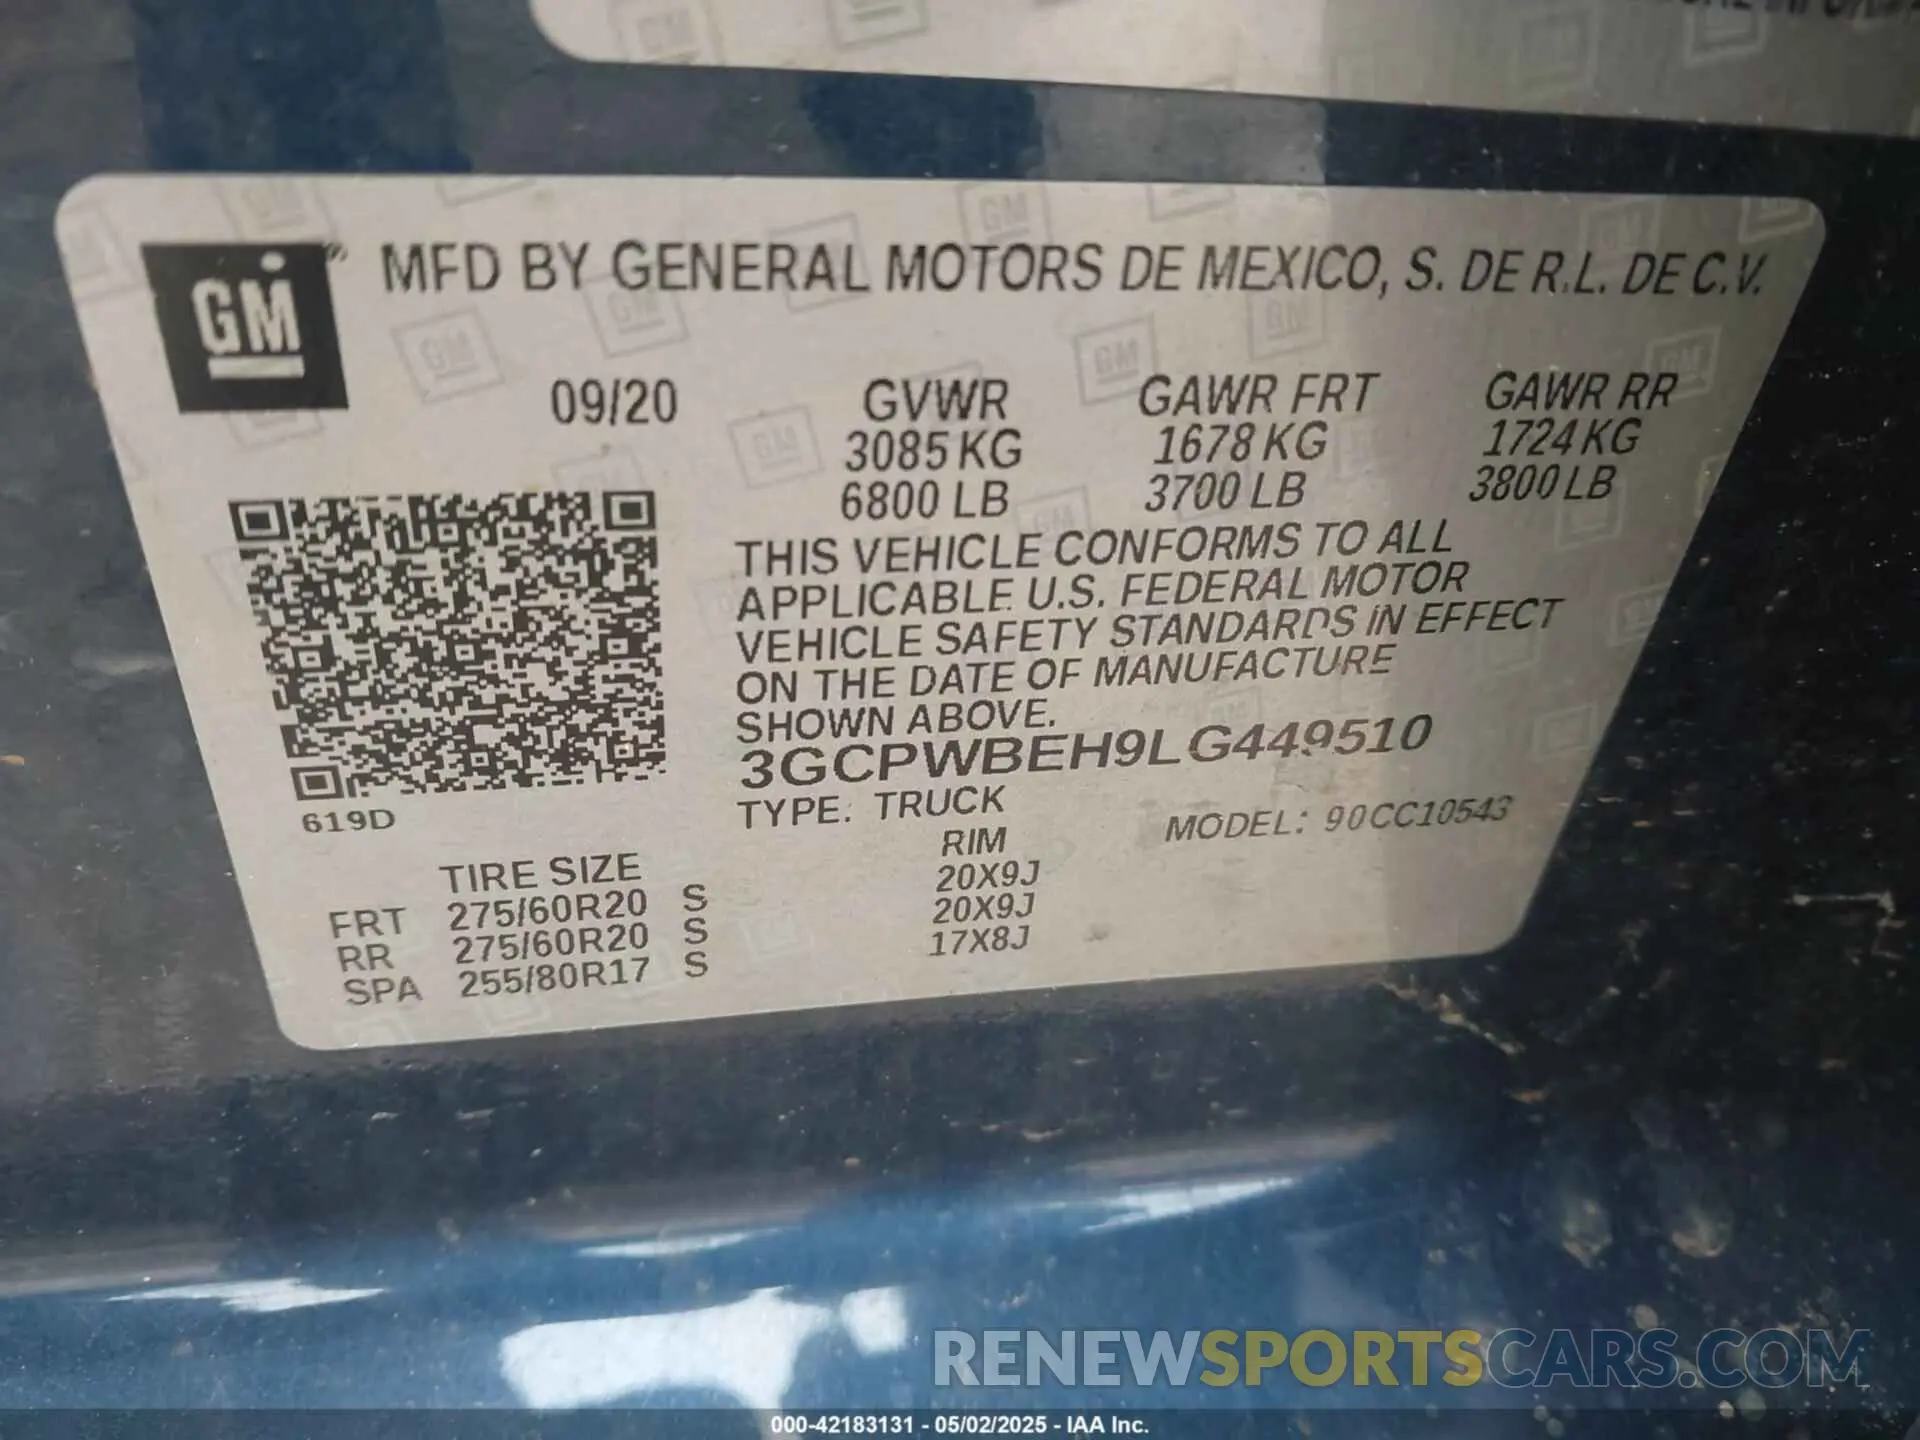 GM
MFD BY GENERAL MOTORS DE MEXICO, S. DE R.L. DE C.V.
09/20 GVWR GAWR FRT GAWR RR
3085 KG 1678 KG 1724 KG
6800 LB 3700 LB 3800 LB
THIS VEHICLE CONFORMS TO ALL
APPLICABLE U.S. FEDERAL MOTOR
VEHICLE SAFETY STANDARDS IN EFFECT
ON THE DATE OF MANUFACTURE
SHOWN ABOVE.
3GCPWBEH9LG449510
619D
TYPE: TRUCK MODEL: 90CC10543
TIRE SIZE RIM
FRT 275/60R20 S 20X9J
RR 275/60R20 S 20X9J
SPA 255/80R17 S 17X8J
RENEWSPORTSCARS.COM
000-42183131 - 05/02/2025 - IAA Inc.